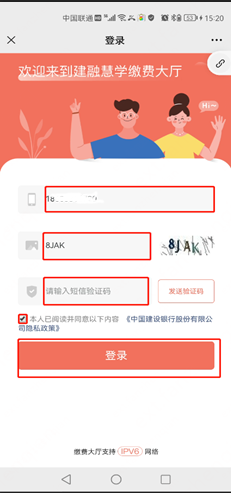 中国联通 53 15:20
登录
欢迎来到建融慧学缴费大厅
Hi~
18
8JAK 8JAK
请输入短信验证码 发送验证码
本人已阅读并同意以下内容 《中国建设银行股份有限公
司隐私政策》
登录
缴费大厅支持 IPV6 网络